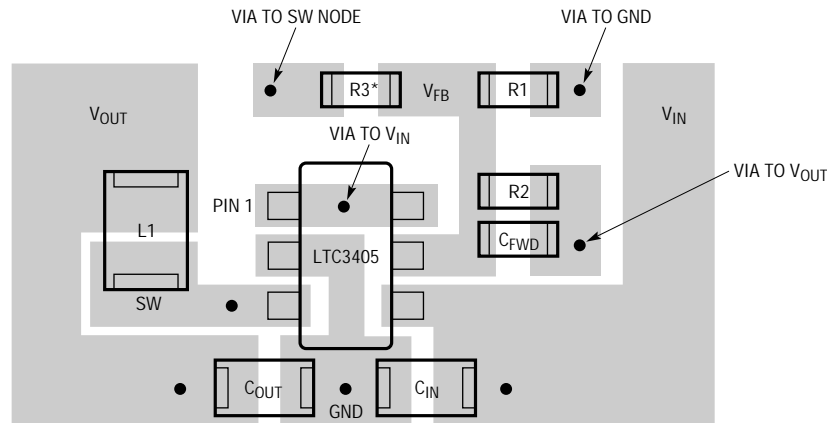 VIA TO SW NODE
VIA TO GND
R3*
VFB
R1
VOUT
VIN
VIA TO VIN
VIA TO VOUT
PIN 1
R2
L1
LTC3405
CFWD
SW
COUT
GND
CIN